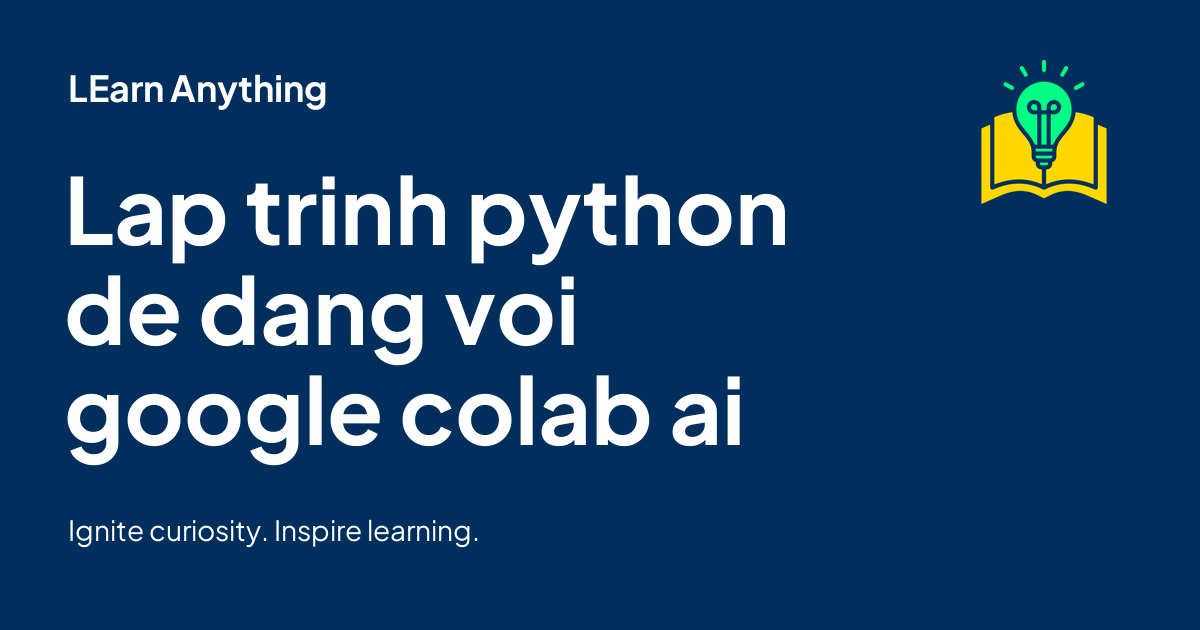 LEarn Anything
Lap trinh python
de dang voi
google colab ai
Ignite curiosity. Inspire learning.